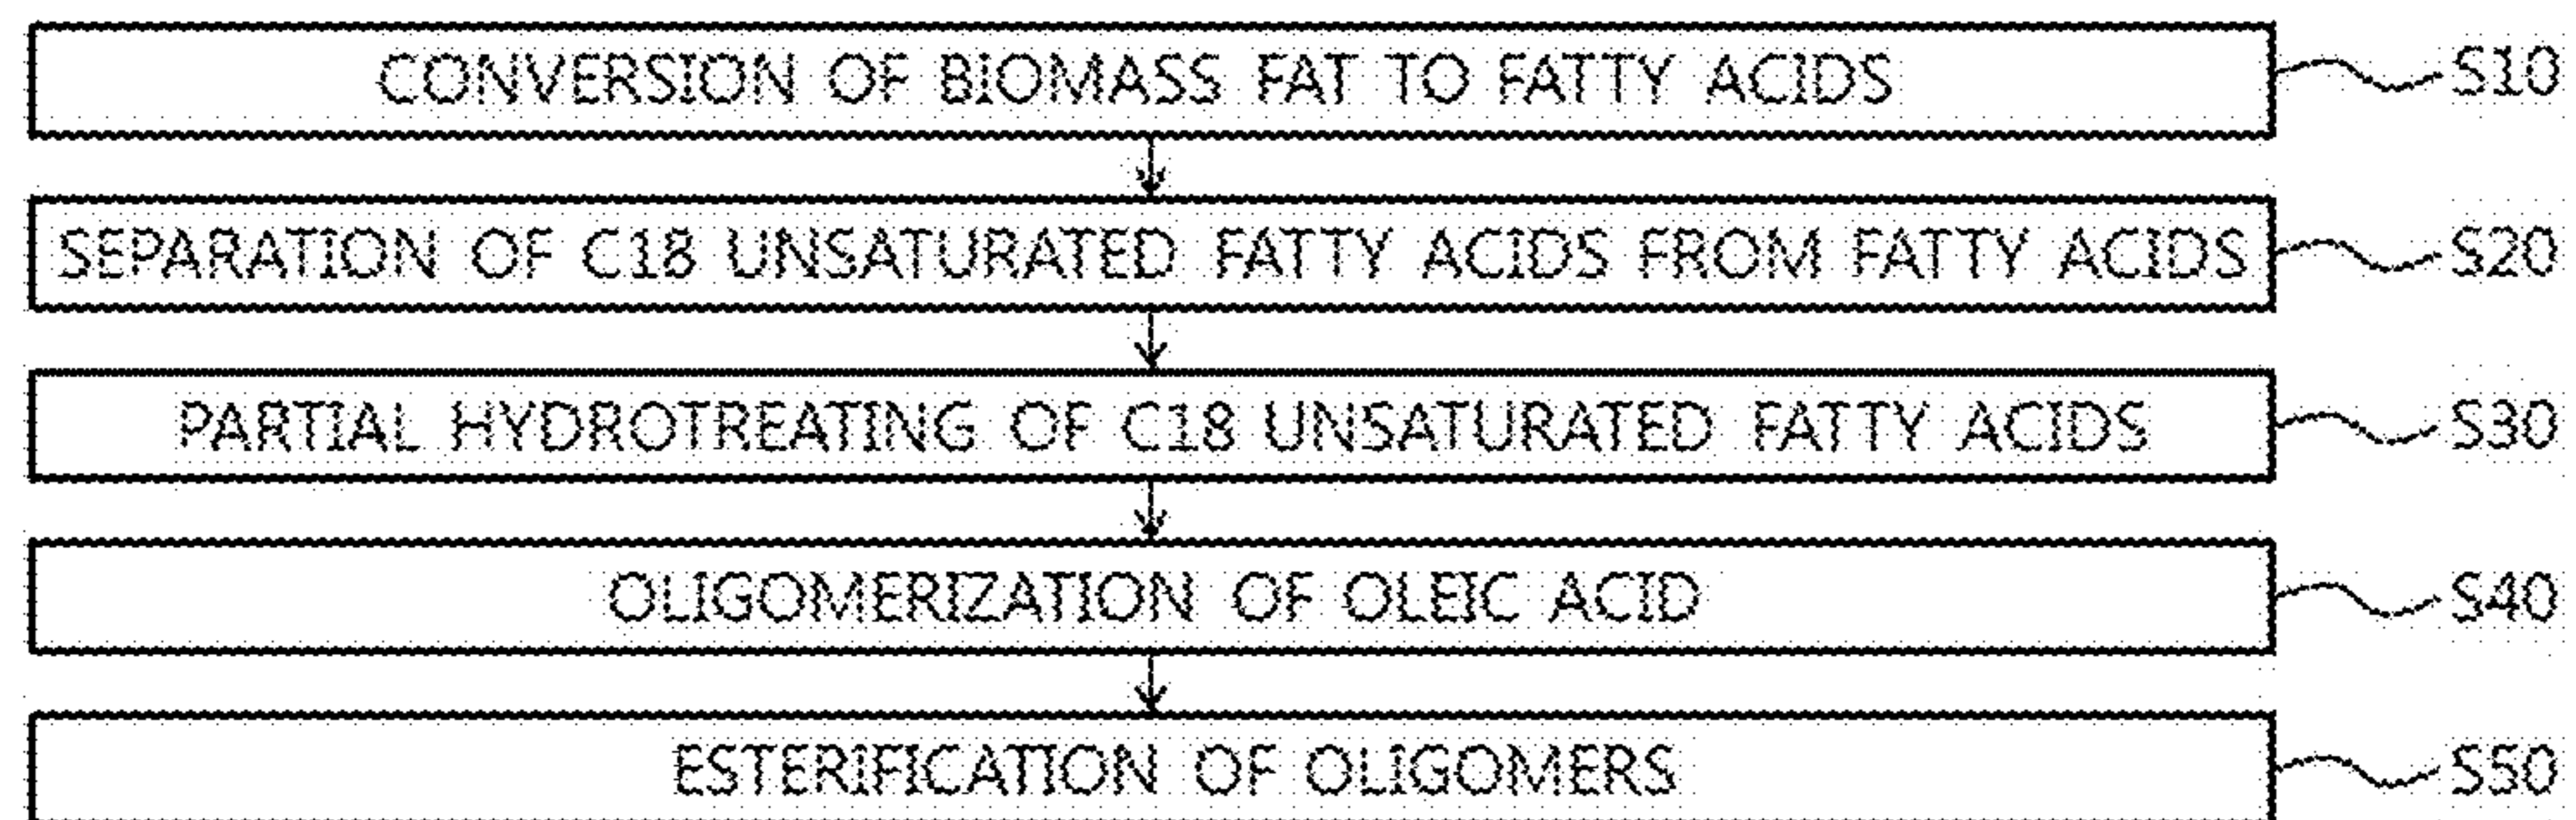 CONVERSION OF BIOMASS FAT TO FATTY ACIDS S10
SEPARATION OF C18 UNSATURATED FATTY ACIDS FROM FATTY ACIDS S20
PARTIAL HYDROTREATING OF C18 UNSATURATED FATTY ACIDS S30
OLIGOMERIZATION OF OLEIC ACID S40
ESTERIFICATION OF OLIGOMERS S50